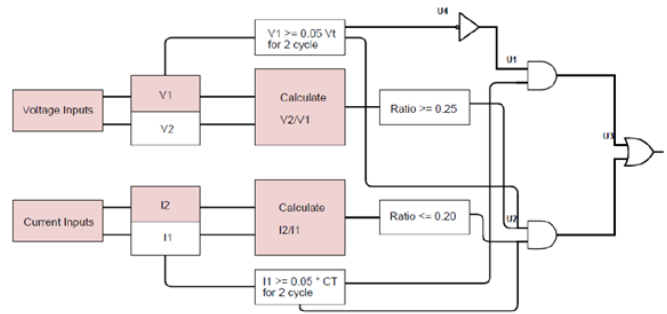 U4
V1 >= 0.05 Vt
for 2 cycle
U1
Voltage Inputs
V1
V2
Calculate
V2/V1
Ratio >= 0.25
U3
Current Inputs
I2
I1
Calculate
I2/I1
Ratio <= 0.20
U2
I1 >= 0.05 * CT
for 2 cycle